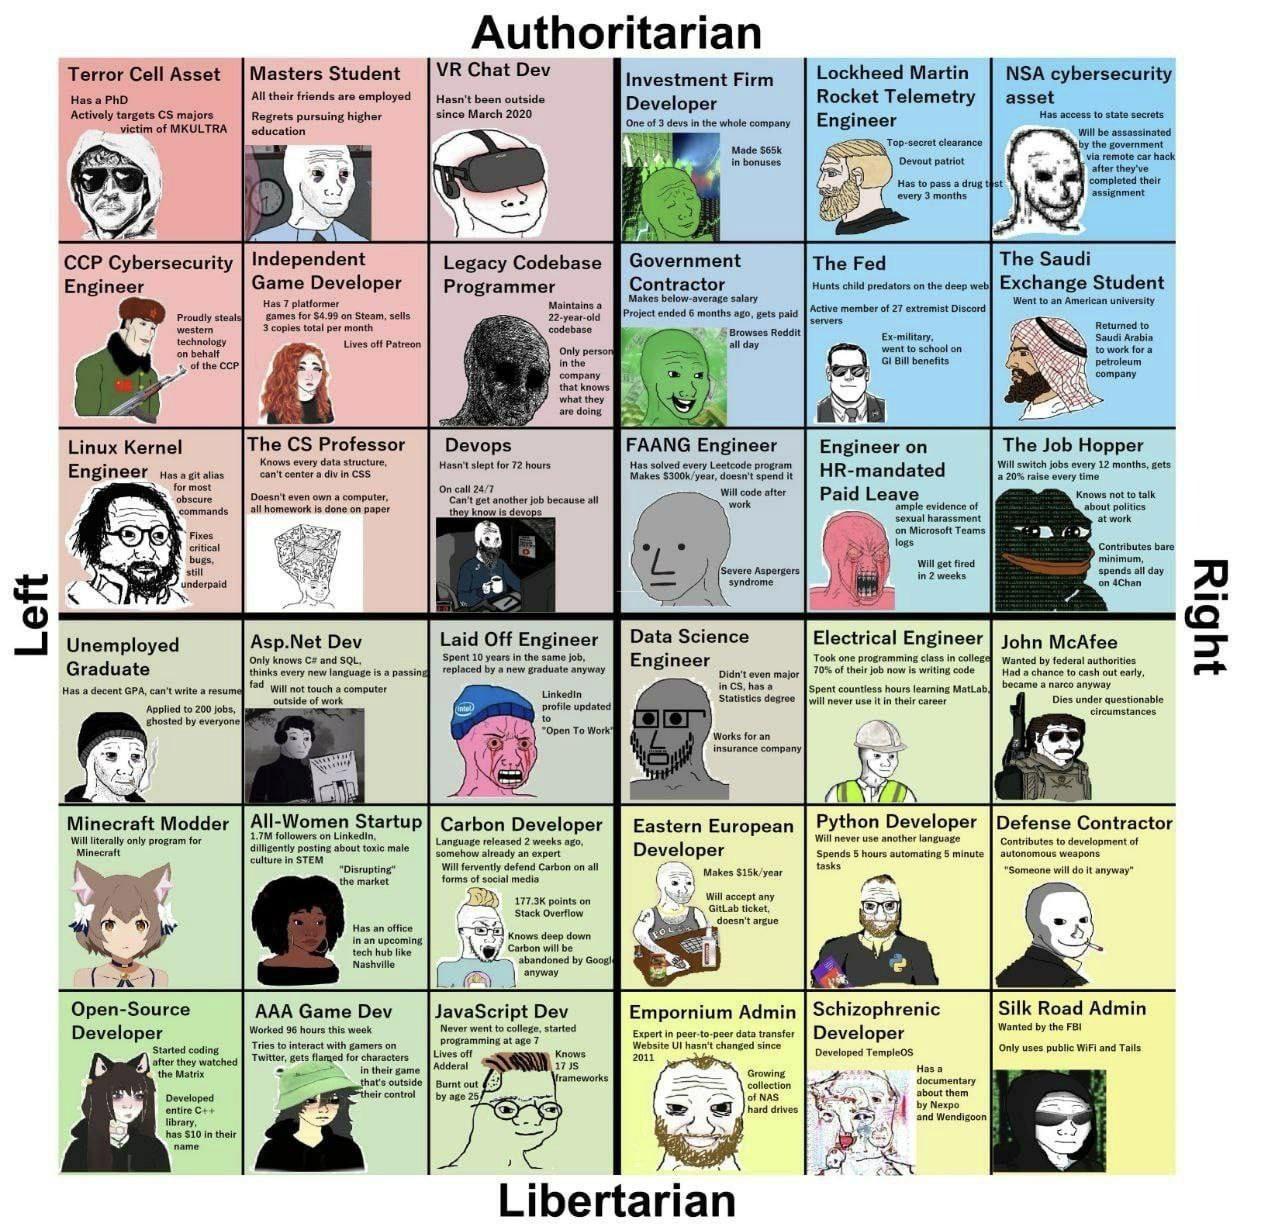 Authoritarian
Terror Cell Asset
Has a PhD
Actively targets CS majors
victim of MKULTRA
Masters Student
All their friends are employed
Regrets pursuing higher
education
VR Chat Dev
Hasn't been outside
since March 2020
Investment Firm
Developer
One of 3 devs in the whole company
Made $65k
in bonuses
Lockheed Martin
Rocket Telemetry
Engineer
Top-secret clearance
Devout patriot
Has to pass a drug test
every 3 months
NSA cybersecurity
asset
Has access to state secrets
Will be assassinated
by the government
via remote car hack
after they've
completed their
assignment
CCP Cybersecurity
Engineer
Proudly steals
western
technology
on behalf
of the CCP
Independent
Game Developer
Has 7 platformer
games for $4.99 on Steam, sells
3 copies total per month
Lives off Patreon
Legacy Codebase
Programmer
Maintains a
22-year-old
codebase
Only person
in the
company
that knows
what they
are doing
Government
Contractor
Makes below-average salary
Project ended 6 months ago, gets paid
Browses Reddit
all day
The Fed
Hunts child predators on the deep web
Active member of 27 extremist Discord
servers
Ex-military,
went to school on
GI Bill benefits
The Saudi
Exchange Student
Went to an American university
Returned to
Saudi Arabia
to work for a
petroleum
company
Linux Kernel
Engineer
Has a git alias
for most
obscure
commands
Fixes
critical
bugs,
still
underpaid
The CS Professor
Knows every data structure,
can't center a div in CSS
Doesn't even own a computer,
all homework is done on paper
Devops
Hasn't slept for 72 hours
On call 24/7
Can't get another job because all
they know is devops
FAANG Engineer
Has solved every Leetcode program
Makes $300k/year, doesn't spend it
Will code after
work
Severe Aspergers
syndrome
Engineer on
HR-mandated
Paid Leave
ample evidence of
sexual harassment
on Microsoft Teams
logs
Will get fired
in 2 weeks
The Job Hopper
Will switch jobs every 12 months, gets
a 20% raise every time
Knows not to talk
about politics
at work
Contributes bare
minimum,
spends all day
on 4Chan
Left
Right
Unemployed
Graduate
Has a decent GPA, can't write a resume
Applied to 200 jobs,
ghosted by everyone
Asp.Net Dev
Only knows C# and SQL,
thinks every new language is a passing
fad
Will not touch a computer
outside of work
Laid Off Engineer
Spent 10 years in the same job,
replaced by a new graduate anyway
intel
LinkedIn
profile updated
to
"Open To Work"
Data Science
Engineer
Didn't even major
in CS, has a
Statistics degree
Works for an
insurance company
Electrical Engineer
Took one programming class in college
70% of their job now is writing code
Spent countless hours learning MatLab,
will never use it in their career
John McAfee
Wanted by federal authorities
Had a chance to cash out early,
became a narco anyway
Dies under questionable
circumstances
Minecraft Modder
Will literally only program for
Minecraft
All-Women Startup
1.7M followers on LinkedIn,
dilligently posting about toxic male
culture in STEM
"Disrupting"
the market
Has an office
in an upcoming
tech hub like
Nashville
Carbon Developer
Language released 2 weeks ago,
somehow already an expert
Will fervently defend Carbon on all
forms of social media
177.3K points on
Stack Overflow
Knows deep down
Carbon will be
abandoned by Googl
anyway
Eastern European
Developer
Makes $15k/year
Will accept any
GitLab ticket,
doesn't argue
Python Developer
Will never use another language
Spends 5 hours automating 5 minute
tasks
Defense Contractor
Contributes to development of
autonomous weapons
"Someone will do it anyway"
Open-Source
Developer
Started coding
after they watched
the Matrix
Developed
entire C++
library,
has $10 in their
name
AAA Game Dev
Worked 96 hours this week
Tries to interact with gamers on
Twitter, gets flamed for characters
in their game
that's outside
their control
JavaScript Dev
Never went to college, started
programming at age 7
Lives off
Adderal
Burnt out
by age 25
Knows
17 JS
frameworks
Empornium Admin
Expert in peer-to-peer data transfer
Website UI hasn't changed since
2011
Growing
collection
of NAS
hard drives
Schizophrenic
Developer
Developed TempleOS
Has a
documentary
about them
by Nexpo
and Wendigoon
Silk Road Admin
Wanted by the FBI
Only uses public WiFi and Tails
Libertarian